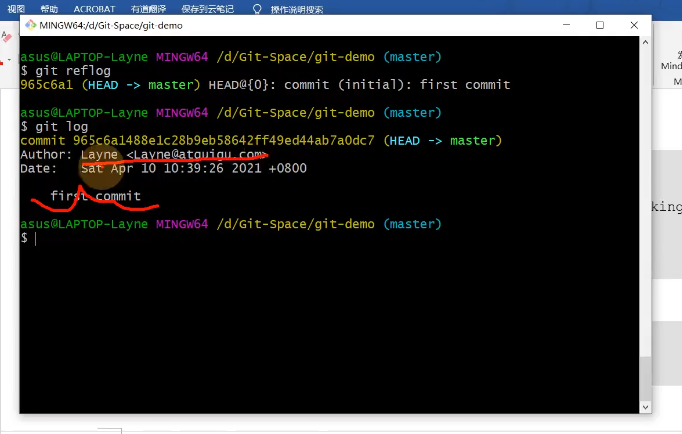 视图 帮助 ACROBAT 有道翻译 保存到云笔记 操作说明搜索
MINGW64:/d/Git-Space/git-demo
asus@LAPTOP-Layne MINGW64 /d/Git-Space/git-demo (master)
$ git reflog
965c6a1 (HEAD -> master) HEAD@{0}: commit (initial): first commit
asus@LAPTOP-Layne MINGW64 /d/Git-Space/git-demo (master)
$ git log
commit 965c6a1488e1c28b9eb58642ff49ed44ab7a0dc7 (HEAD -> master)
Author: Layne <Layne@atguigu.com>
Date: Sat Apr 10 10:39:26 2021 +0800
first commit
asus@LAPTOP-Layne MINGW64 /d/Git-Space/git-demo (master)
$
Mind
M
king